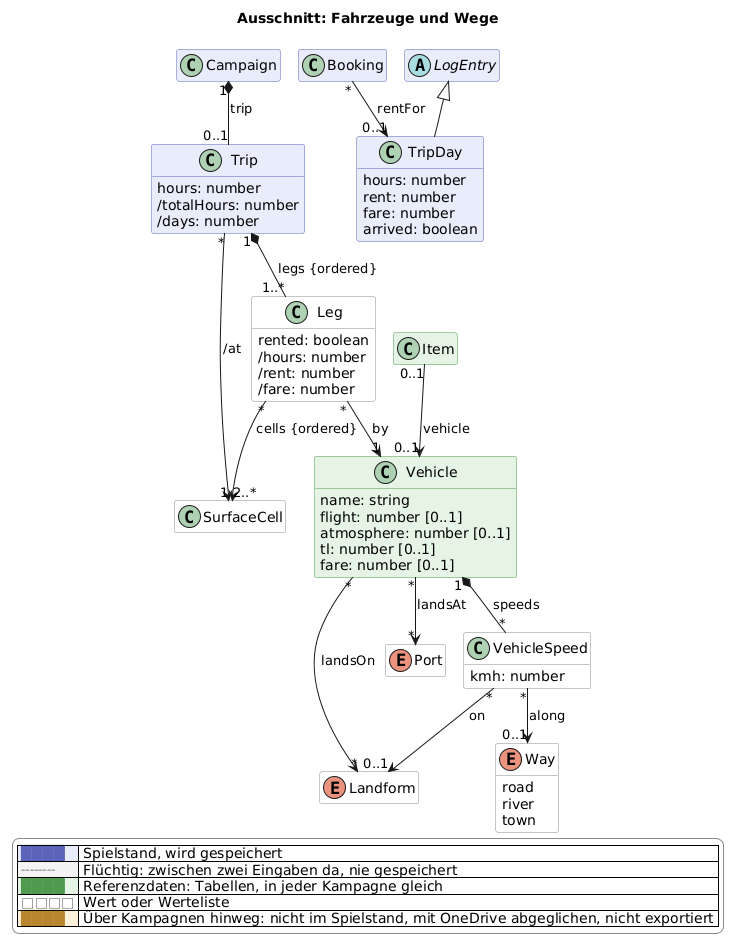 Ausschnitt: Fahrzeuge und Wege
C Campaign
C Booking
A LogEntry
1
trip
0..1
*
rentFor
0..1
C Trip
hours: number
/totalHours: number
/days: number
C TripDay
hours: number
rent: number
fare: number
arrived: boolean
*
1
legs {ordered}
1..*
/at
C Leg
rented: boolean
/hours: number
/rent: number
/fare: number
C Item
0..1
vehicle
0..1
*
cells {ordered}
*
by
1
1
2..*
C SurfaceCell
C Vehicle
name: string
flight: number [0..1]
atmosphere: number [0..1]
tl: number [0..1]
fare: number [0..1]
*
landsOn
*
*
landsAt
*
1
speeds
*
E Port
C VehicleSpeed
kmh: number
*
on
0..1
*
along
0..1
E Landform
E Way
road
river
town
Spielstand, wird gespeichert
Flüchtig: zwischen zwei Eingaben da, nie gespeichert
Referenzdaten: Tabellen, in jeder Kampagne gleich
Wert oder Werteliste
Über Kampagnen hinweg: nicht im Spielstand, mit OneDrive abgeglichen, nicht exportiert